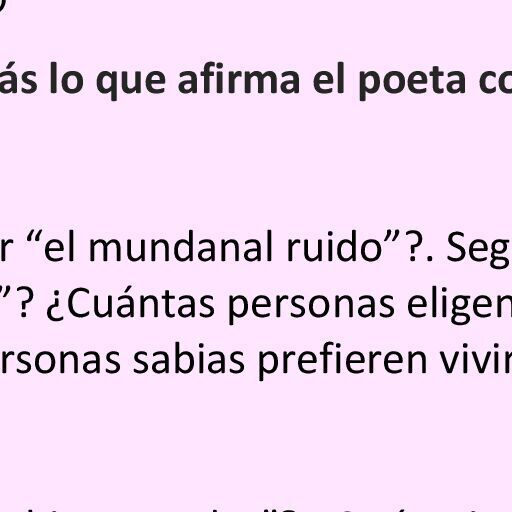 ás lo que afirma el poeta co
r “el mundanal ruido”?. Seg
”? ¿Cuántas personas eligen
rsonas sabias prefieren vivir